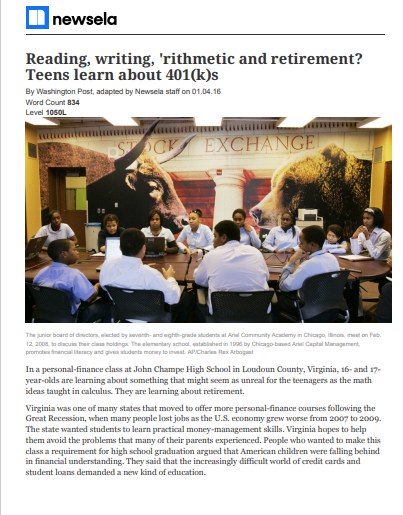 newsela
Reading, writing, 'rithmetic and retirement?
Teens learn about 401(k)s
By Washington Post, adapted by Newsela staff on 01.04.16
Word Count 834
Level 1050L
STOCK EXCHANGE
The junior board of directors, elected by seventh- and eighth-grade students at Ariel Community Academy in Chicago, Illinois, meet on Feb.
12, 2008, to discuss their class holdings. The elementary school, established in 1996 by Chicago-based Ariel Capital Management,
promotes financial literacy and gives students money to invest. AP/Charles Rex Arbogast
In a personal-finance class at John Champe High School in Loudoun County, Virginia, 16- and 17-
year-olds are learning about something that might seem as unreal for the teenagers as the math
ideas taught in calculus. They are learning about retirement.
Virginia was one of many states that moved to offer more personal-finance courses following the
Great Recession, when many people lost jobs as the U.S. economy grew worse from 2007 to 2009.
The state wanted students to learn practical money-management skills. Virginia hopes to help
them avoid the problems that many of their parents experienced. People who wanted to make this
class a requirement for high school graduation argued that American children were falling behind
in financial understanding. They said that the increasingly difficult world of credit cards and
student loans demanded a new kind of education.